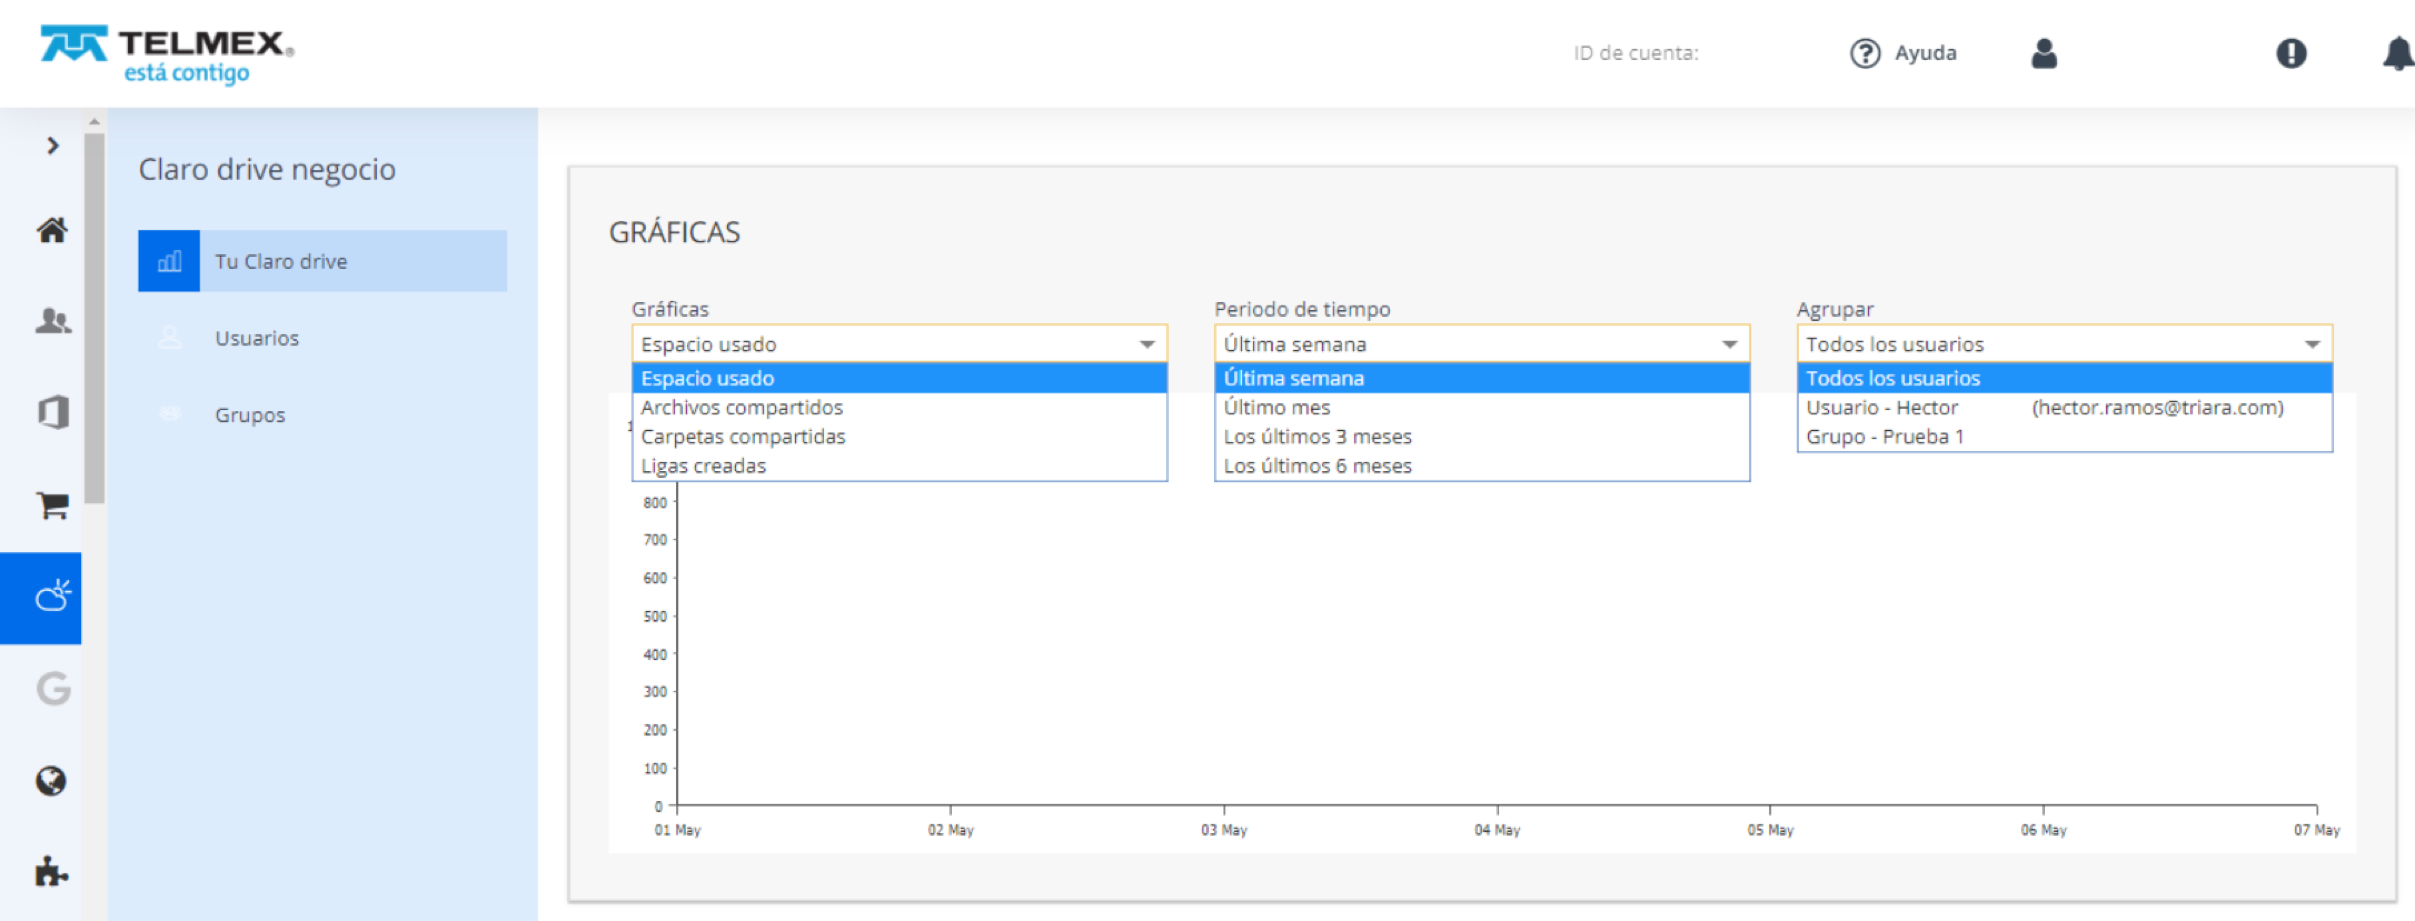 TELMEX®
está contigo
ID de cuenta:
Ayuda
Claro drive negocio
Tu Claro drive
Usuarios
Grupos
GRÁFICAS
Gráficas
Espacio usado
Espacio usado
Archivos compartidos
Carpetas compartidas
Ligas creadas
Periodo de tiempo
Última semana
Última semana
Último mes
Los últimos 3 meses
Los últimos 6 meses
Agrupar
Todos los usuarios
Todos los usuarios
Usuario - Hector (hector.ramos@triara.com)
Grupo - Prueba 1
800
700
600
500
400
300
200
100
0
01 May 02 May 03 May 04 May 05 May 06 May 07 May